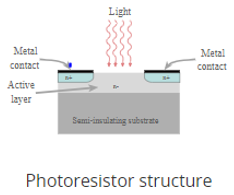 Light
Metal
contact
Metal
contact
n+
n+
Active
layer
n-
Semi-insulating substrate
Photoresistor structure